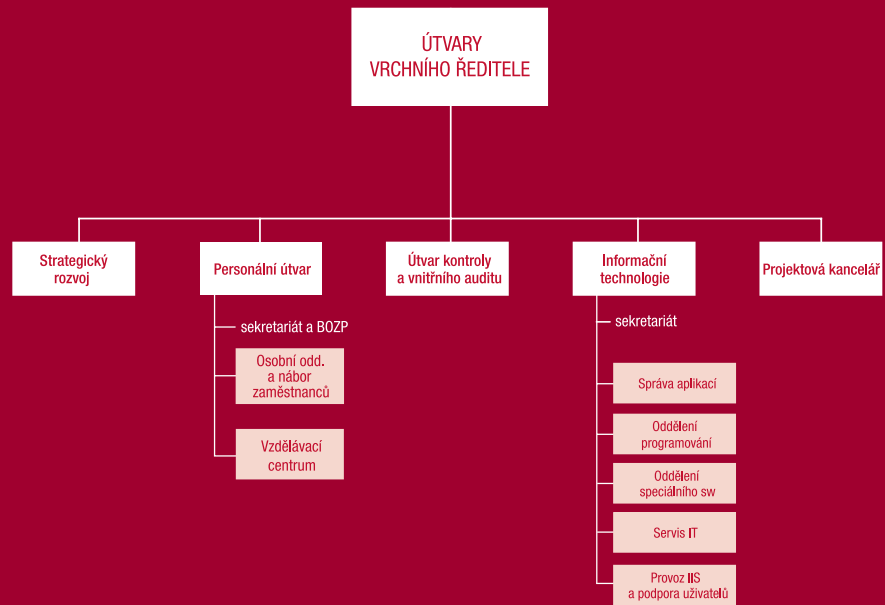 ÚTVARY
VRCHNÍHO ŘEDITELE
Strategický
rozvoj
Personální útvar
Útvar kontroly
a vnitřního auditu
Informační
technologie
Projektová kancelář
sekretariát a BOZP
Osobní odd.
a nábor
zaměstnanců
Vzdělávací
centrum
sekretariát
Správa aplikací
Oddělení
programování
Oddělení
speciálního sw
Servis IT
Provoz IIS
a podpora uživatelů